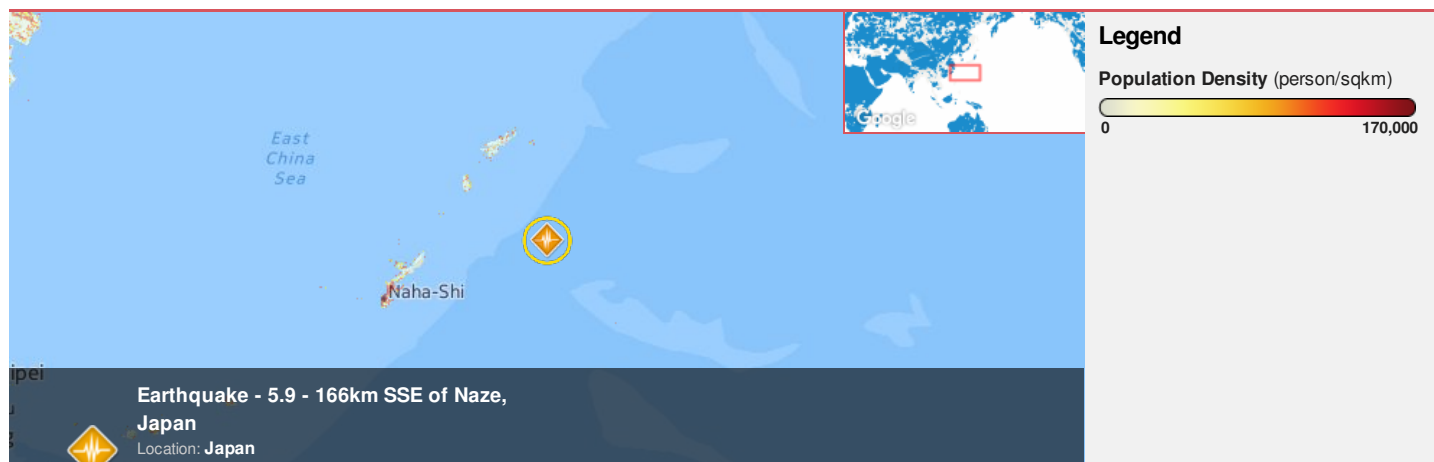 East
China
Sea
Naha-Shi
ipei
Earthquake - 5.9 - 166km SSE of Naze,
Japan
Location: Japan
Google
Legend
Population Density (person/sqkm)
0 170,000